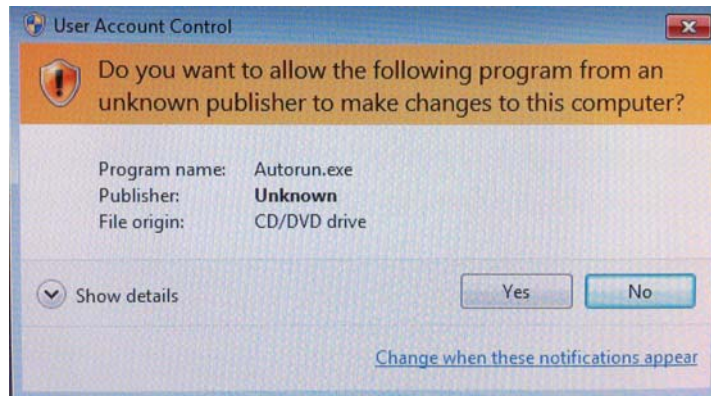 User Account Control
Do you want to allow the following program from an
unknown publisher to make changes to this computer?
Program name: Autorun.exe
Publisher: Unknown
File origin: CD/DVD drive
Show details
Yes
No
Change when these notifications appear